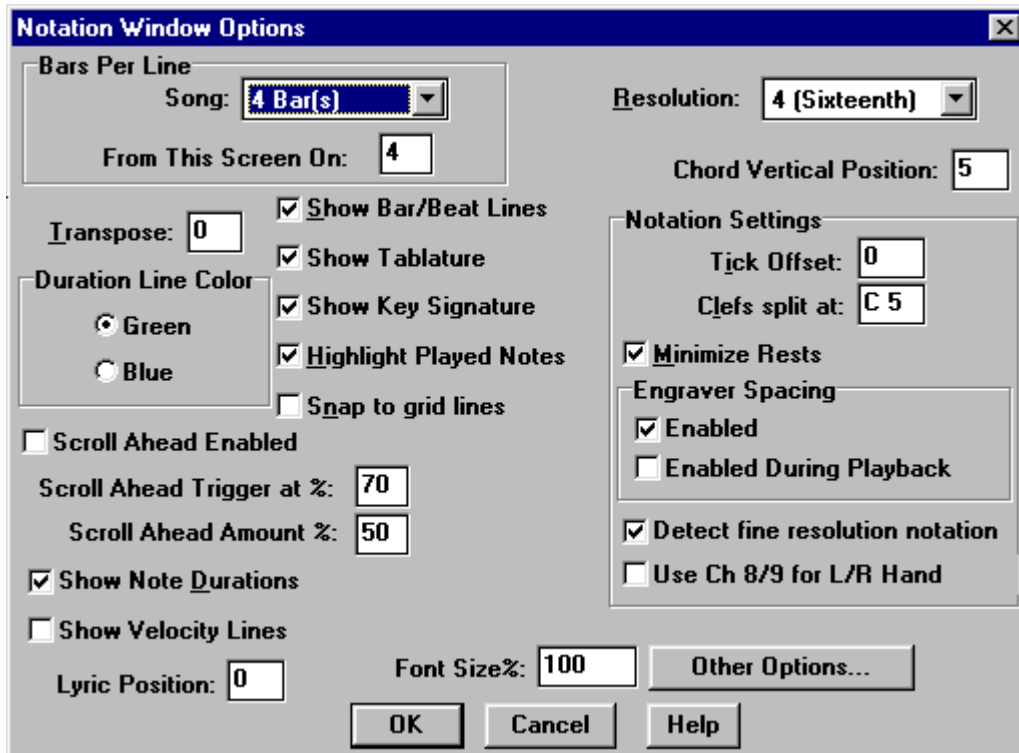 Notation Window Options
Bars Per Line
Song: 4 Bar(s)
From This Screen On: 4
Resolution: 4 (Sixteenth)
Chord Vertical Position: 5
Transpose: 0
Duration Line Color
Green
Blue
Show Bar/Beat Lines
Show Tablature
Show Key Signature
Highlight Played Notes
Snap to grid lines
Scroll Ahead Enabled
Scroll Ahead Trigger at %: 70
Scroll Ahead Amount %: 50
Show Note Durations
Show Velocity Lines
Lyric Position: 0
Notation Settings
Tick Offset: 0
Clefs split at: C 5
Minimize Rests
Engraver Spacing
Enabled
Enabled During Playback
Detect fine resolution notation
Use Ch 8/9 for L/R Hand
Font Size%: 100
Other Options...
OK
Cancel
Help